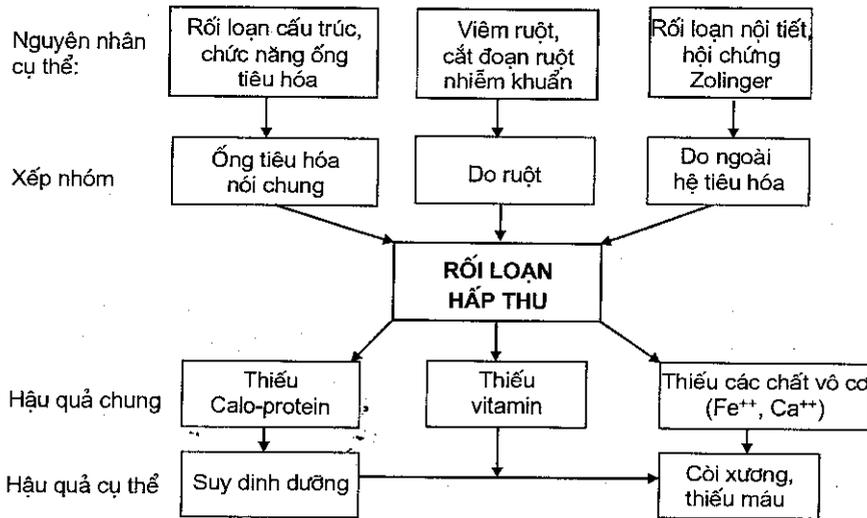 Nguyên nhân
cụ thể:
Rối loạn cấu trúc,
chức năng ống
tiêu hóa
Viêm ruột,
cắt đoạn ruột
nhiễm khuẩn
Rối loạn nội tiết,
hội chứng
Zolinger
Xếp nhóm
Ống tiêu hóa
nói chung
Do ruột
Do ngoài
hệ tiêu hóa
RỐI LOẠN
HẤP THU
Hậu quả chung
Thiếu
Calo-protein
Thiếu
vitamin
Thiếu các chất vô cơ
(Fe⁺⁺, Ca⁺⁺)
Hậu quả cụ thể
Suy dinh dưỡng
Còi xương,
thiếu máu